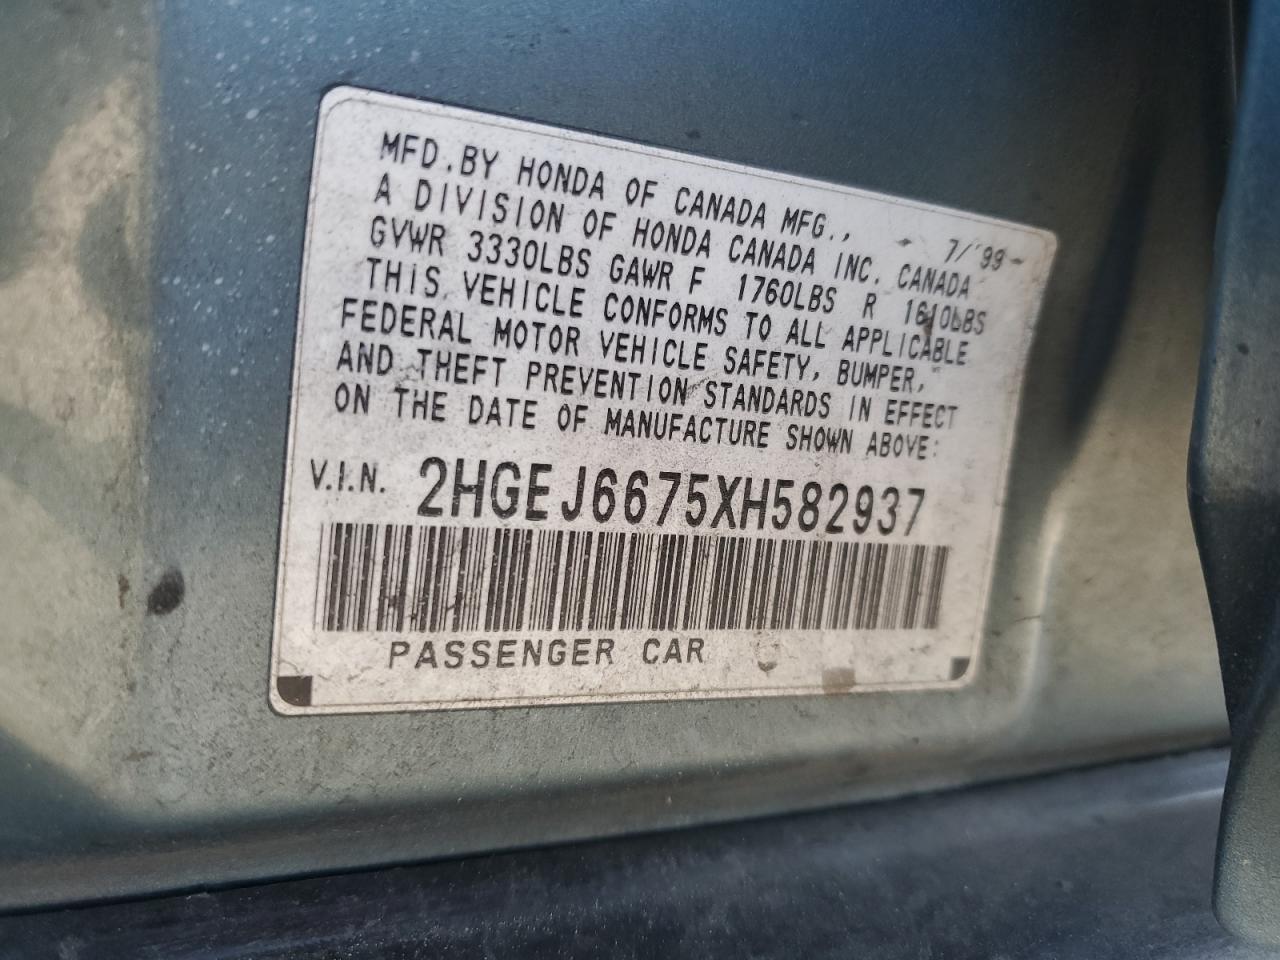 MFD.BY HONDA OF CANADA MFG., 7/'99
A DIVISION OF HONDA CANADA INC. CANADA
GVWR 3330LBS GAWR F 1760LBS R 1610LBS
THIS VEHICLE CONFORMS TO ALL APPLICABLE
FEDERAL MOTOR VEHICLE SAFETY, BUMPER,
AND THEFT PREVENTION STANDARDS IN EFFECT
ON THE DATE OF MANUFACTURE SHOWN ABOVE:
V.I.N. 2HGEJ6675XH582937
PASSENGER CAR